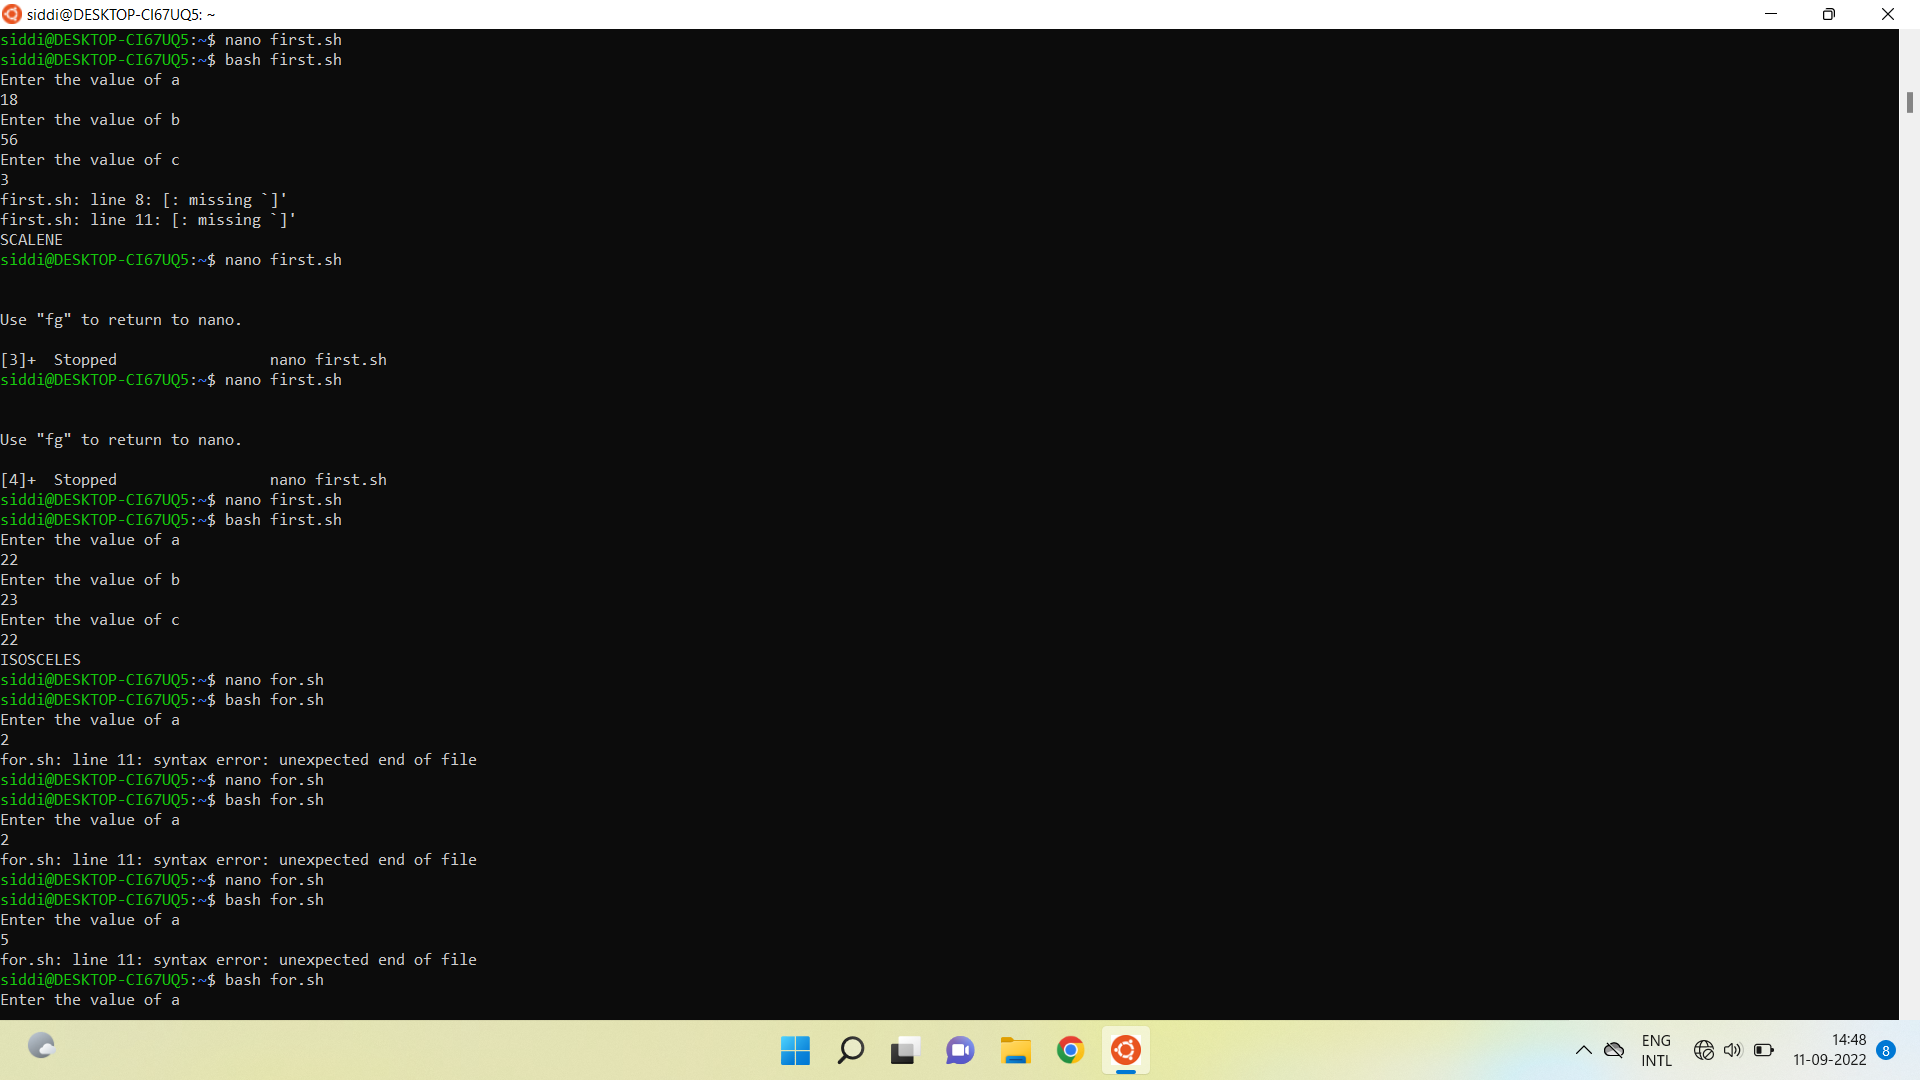 siddi@DESKTOP-CI67UQ5: ~
siddi@DESKTOP-CI67UQ5:~$ nano first.sh
siddi@DESKTOP-CI67UQ5:~$ bash first.sh
Enter the value of a
18
Enter the value of b
56
Enter the value of c
3
first.sh: line 8: [: missing `]'
first.sh: line 11: [: missing `]'
SCALENE
siddi@DESKTOP-CI67UQ5:~$ nano first.sh
Use "fg" to return to nano.
[3]+  Stopped                 nano first.sh
siddi@DESKTOP-CI67UQ5:~$ nano first.sh
Use "fg" to return to nano.
[4]+  Stopped                 nano first.sh
siddi@DESKTOP-CI67UQ5:~$ nano first.sh
siddi@DESKTOP-CI67UQ5:~$ bash first.sh
Enter the value of a
22
Enter the value of b
23
Enter the value of c
22
ISOSCELES
siddi@DESKTOP-CI67UQ5:~$ nano for.sh
siddi@DESKTOP-CI67UQ5:~$ bash for.sh
Enter the value of a
2
for.sh: line 11: syntax error: unexpected end of file
siddi@DESKTOP-CI67UQ5:~$ nano for.sh
siddi@DESKTOP-CI67UQ5:~$ bash for.sh
Enter the value of a
2
for.sh: line 11: syntax error: unexpected end of file
siddi@DESKTOP-CI67UQ5:~$ nano for.sh
siddi@DESKTOP-CI67UQ5:~$ bash for.sh
Enter the value of a
5
for.sh: line 11: syntax error: unexpected end of file
siddi@DESKTOP-CI67UQ5:~$ bash for.sh
Enter the value of a
ENG
INTL
14:48
11-09-2022
8